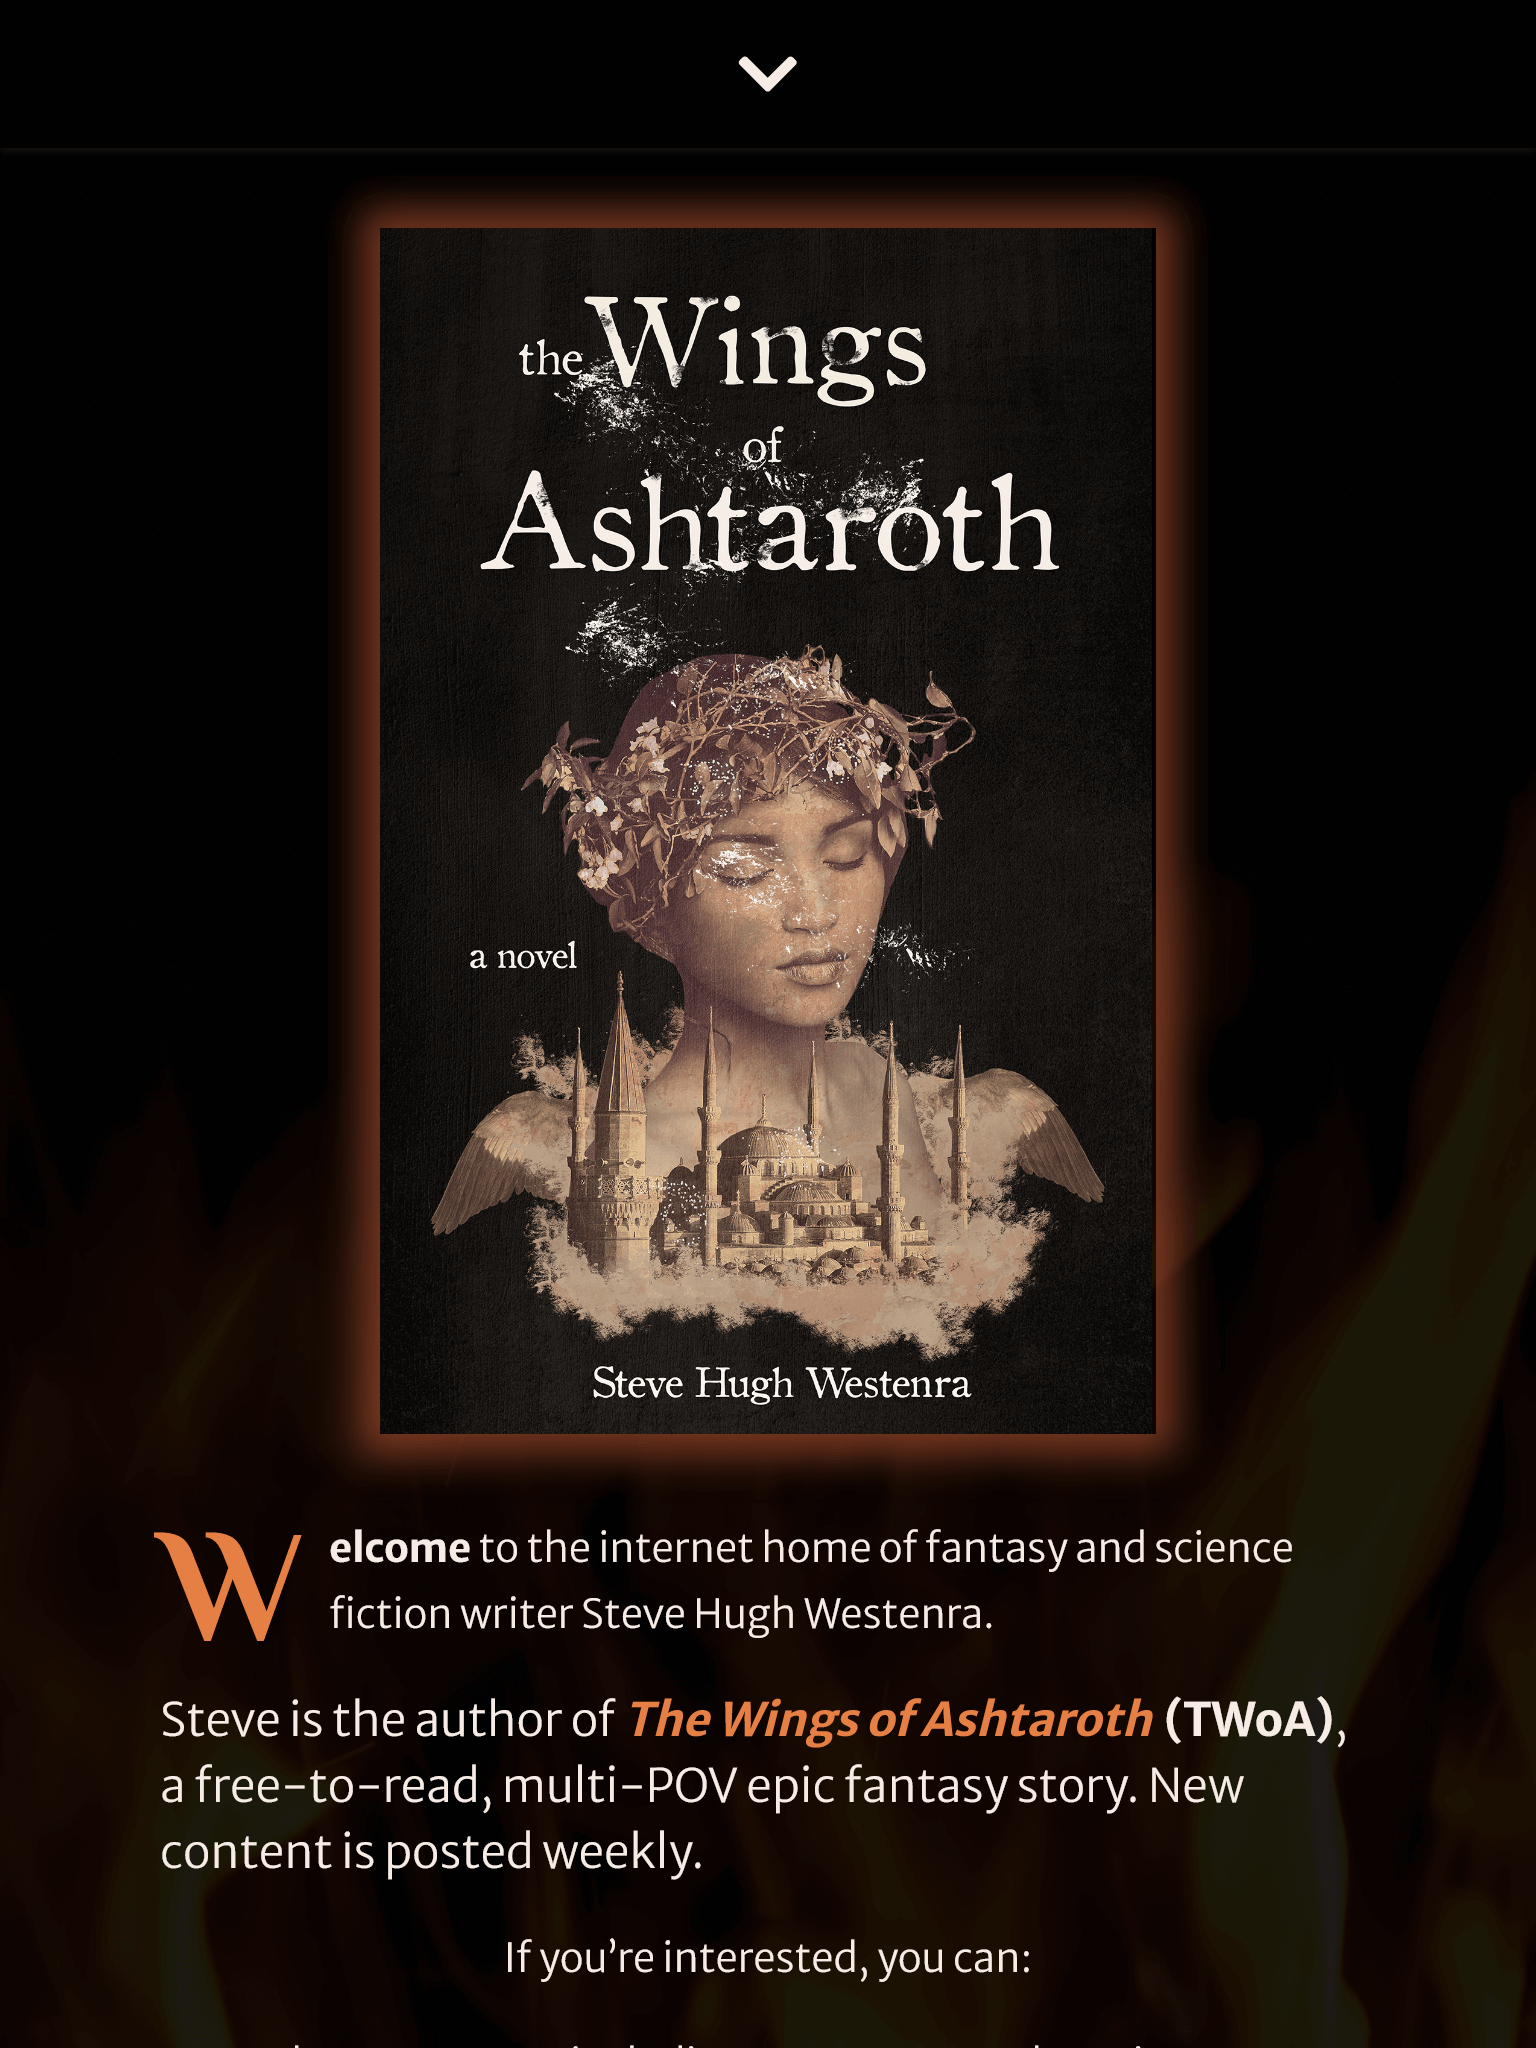 the Wings
of
Ashtaroth
a novel
Steve Hugh Westenra
Welcome to the internet home of fantasy and science
fiction writer Steve Hugh Westenra.
Steve is the author of The Wings of Ashtaroth (TWoA),
a free-to-read, multi-POV epic fantasy story. New
content is posted weekly.
If you’re interested, you can: